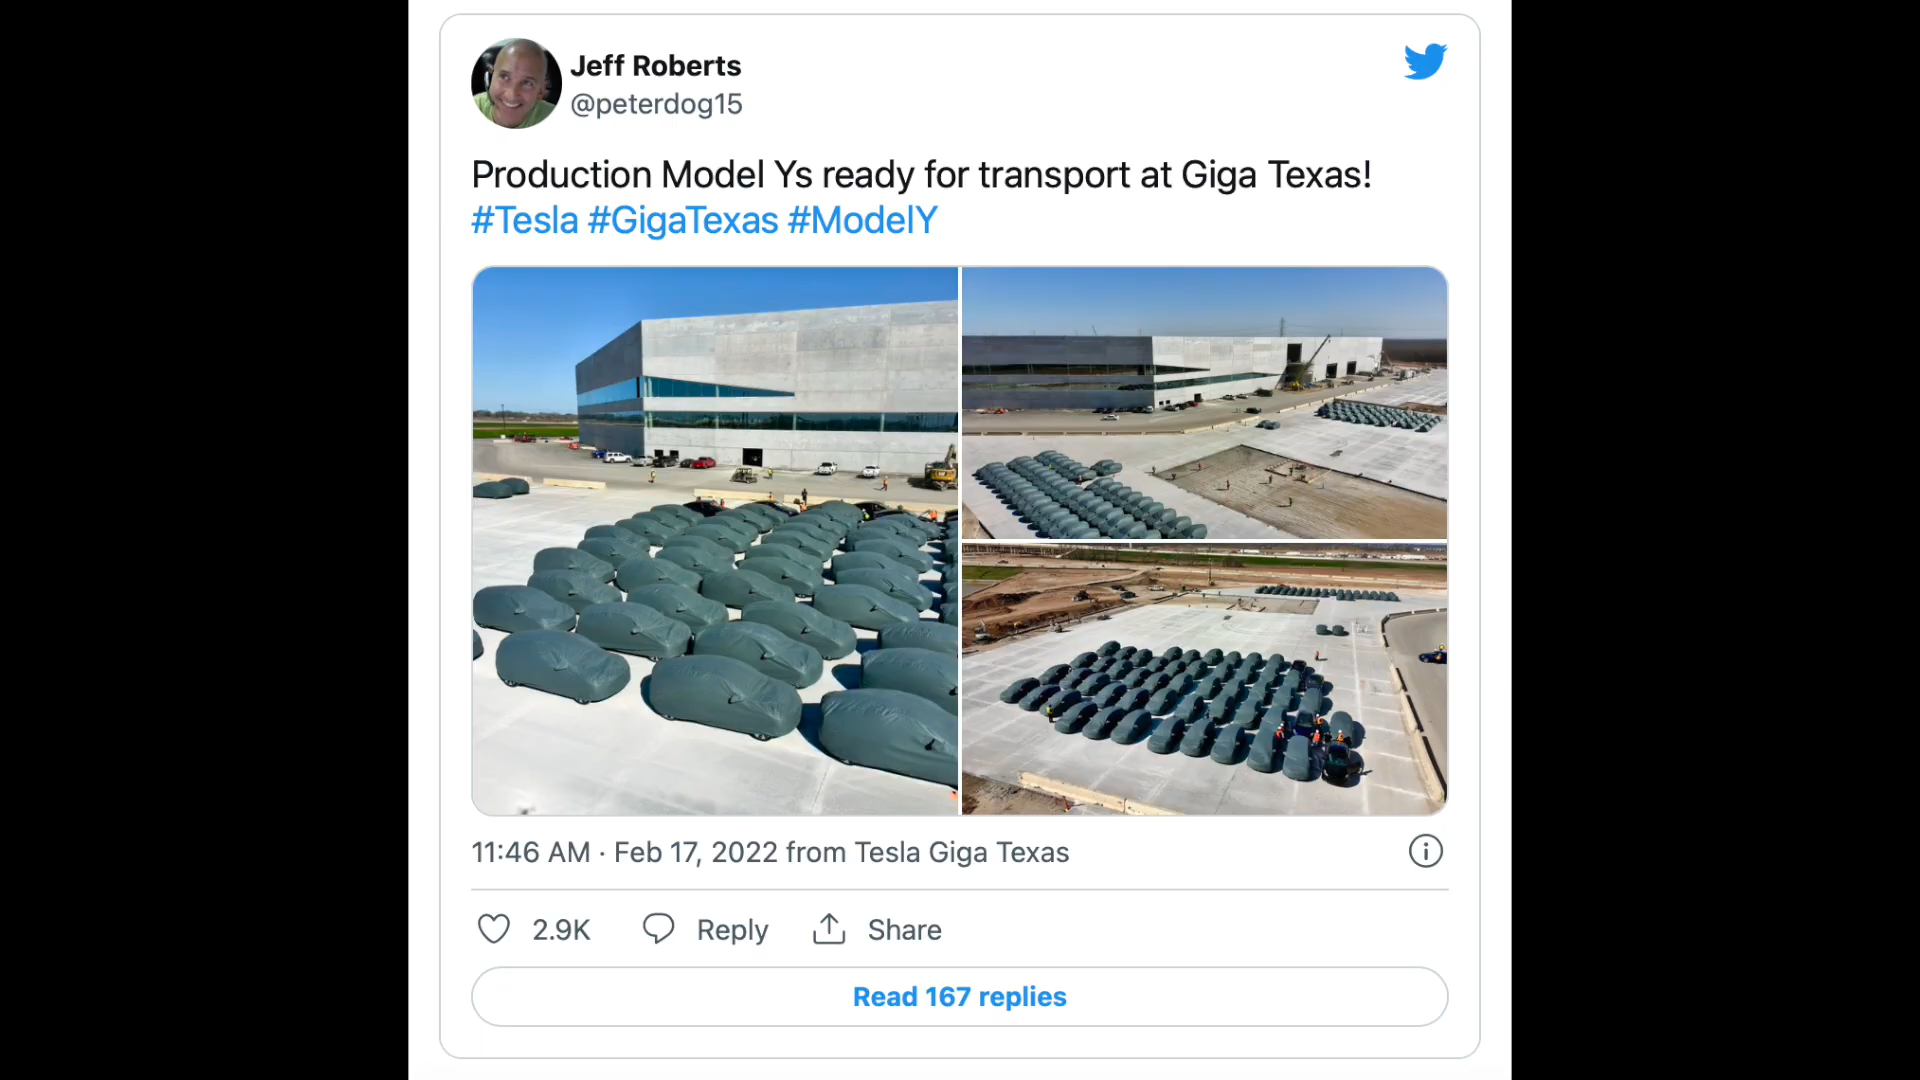 Jeff Roberts
@peterdog15
Production Model Ys ready for transport at Giga Texas!
#Tesla #GigaTexas #ModelY
11:46 AM · Feb 17, 2022 from Tesla Giga Texas
2.9K Reply Share
Read 167 replies